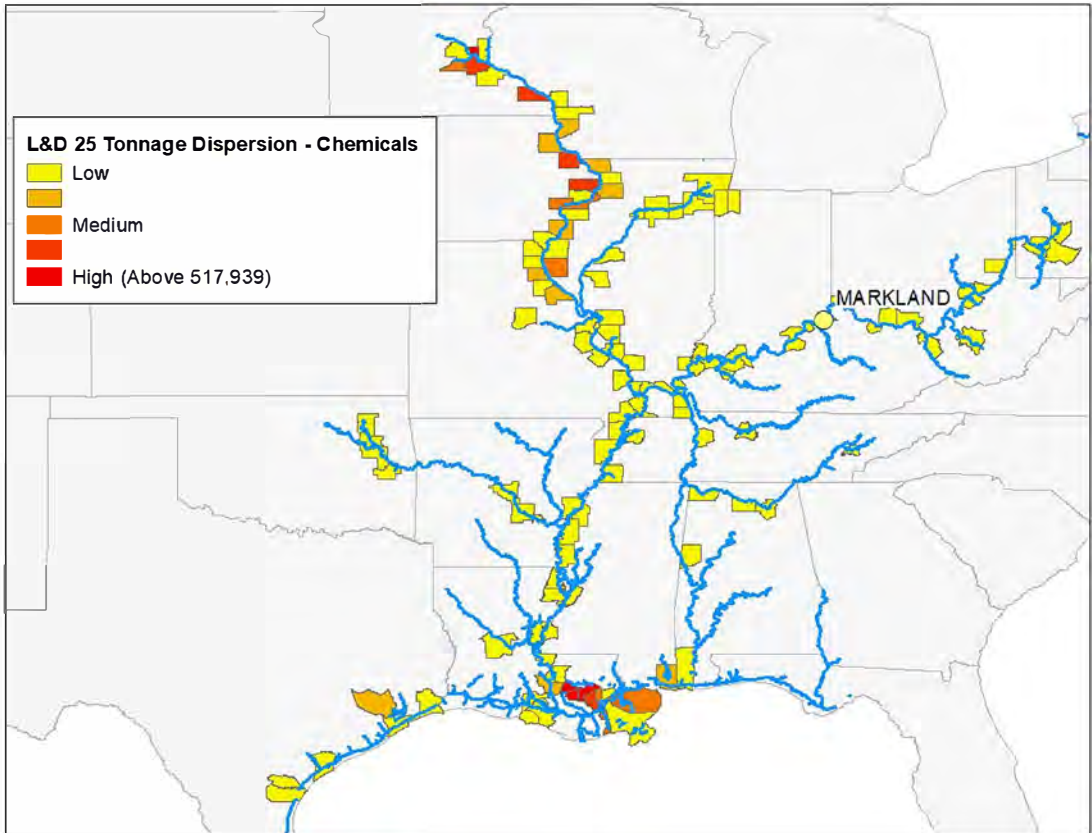 L&D 25 Tonnage Dispersion - Chemicals
Low
Medium
High (Above 517,939)
MARKLAND